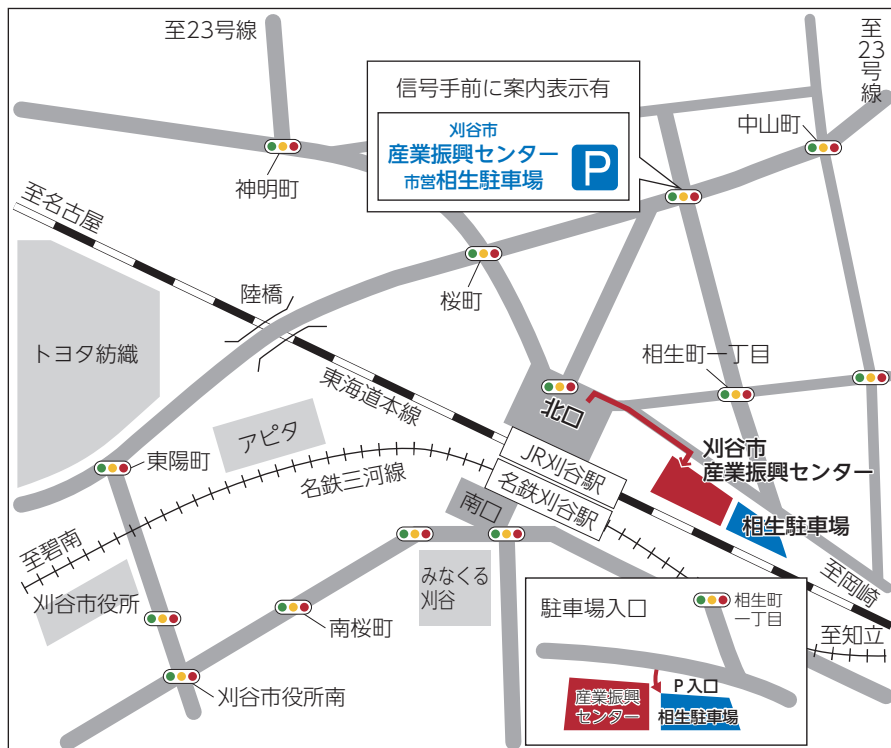 至23号線
至
23
号
線
信号手前に案内表示有
刈谷市
産業振興センター
市営相生駐車場
P
中山町
神明町
至名古屋
桜町
陸橋
トヨタ紡織
東海道本線
相生町一丁目
北口
アピタ
東陽町
名鉄三河線
JR刈谷駅
名鉄刈谷駅
刈谷市
産業振興センター
南口
相生駐車場
至碧南
みなくる
刈谷
至岡崎
刈谷市役所
南桜町
駐車場入口
相生町
一丁目
至知立
刈谷市役所南
P入口
産業振興
センター
相生駐車場